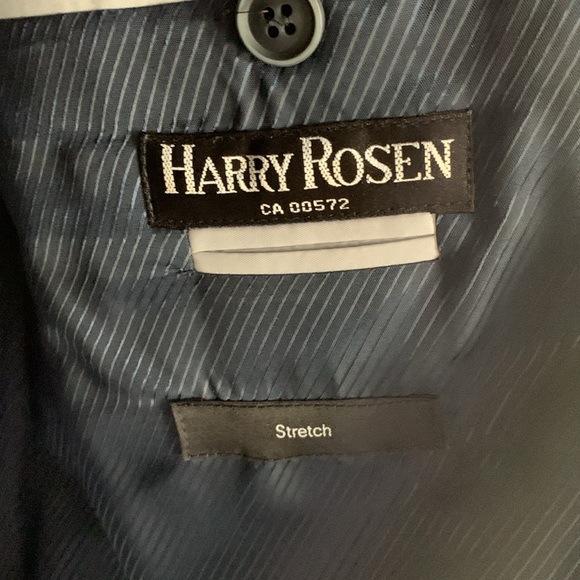 HARRY ROSEN
CA 00572
Stretch